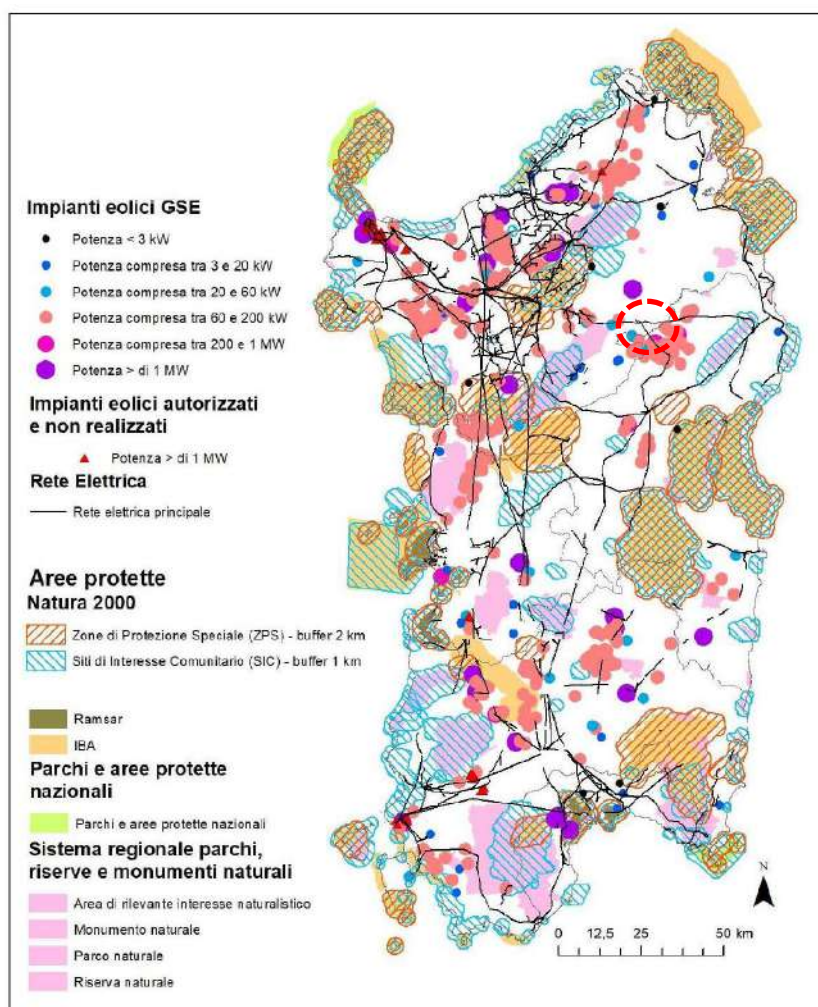 Impianti eolici GSE
Potenza < 3 kW
Potenza compresa tra 3 e 20 kW
Potenza compresa tra 20 e 60 kW
Potenza compresa tra 60 e 200 kW
Potenza compresa tra 200 e 1 MW
Potenza > di 1 MW
Impianti eolici autorizzati
e non realizzati
Potenza > di 1 MW
Rete Elettrica
Rete elettrica principale
Aree protette
Natura 2000
Zone di Protezione Speciale (ZPS) - buffer 2 km
Siti di Interesse Comunitario (SIC) - buffer 1 km
Ramsar
IBA
Parchi e aree protette
nazionali
Parchi e aree protette nazionali
Sistema regionale parchi,
riserve e monumenti naturali
Area di rilevante interesse naturalistico
Monumento naturale
Parco naturale
Riserva naturale
N
0 12,5 25 50 km